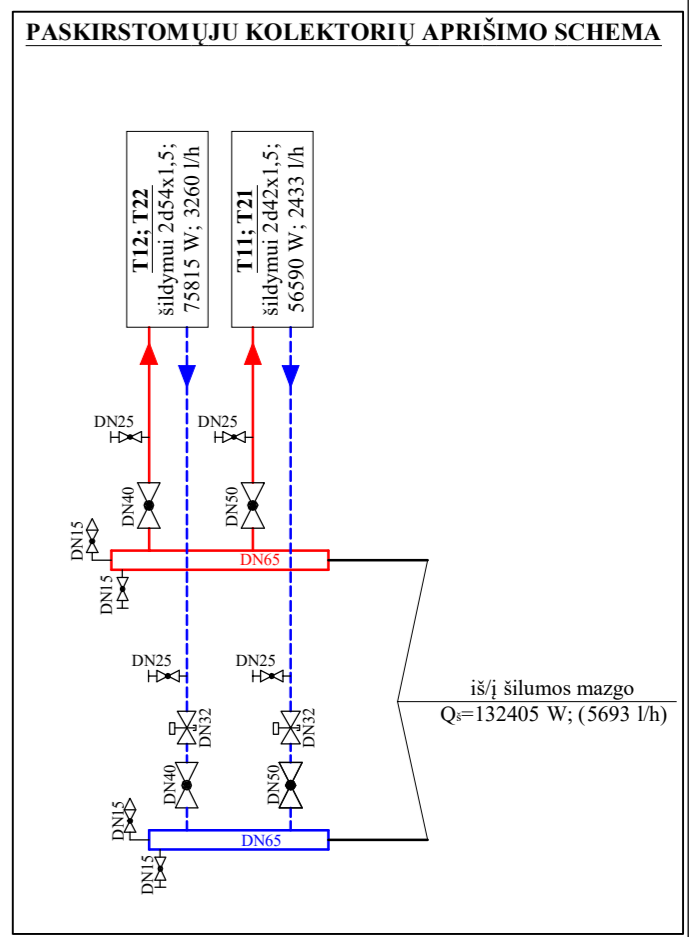 PASKIRSTOMŲJU KOLEKTORIŲ APRIŠIMO SCHEMA
T12; T22
šildymui 2d54x1,5;
75815 W; 3260 l/h
T11; T21
šildymui 2d42x1,5;
56590 W; 2433 l/h
DN25
DN25
DN40
DN50
DN15
DN65
DN15
DN25
DN25
iš/į šilumos mazgo
Qš=132405 W; (5693 l/h)
DN32
DN32
DN40
DN50
DN15
DN65
DN15